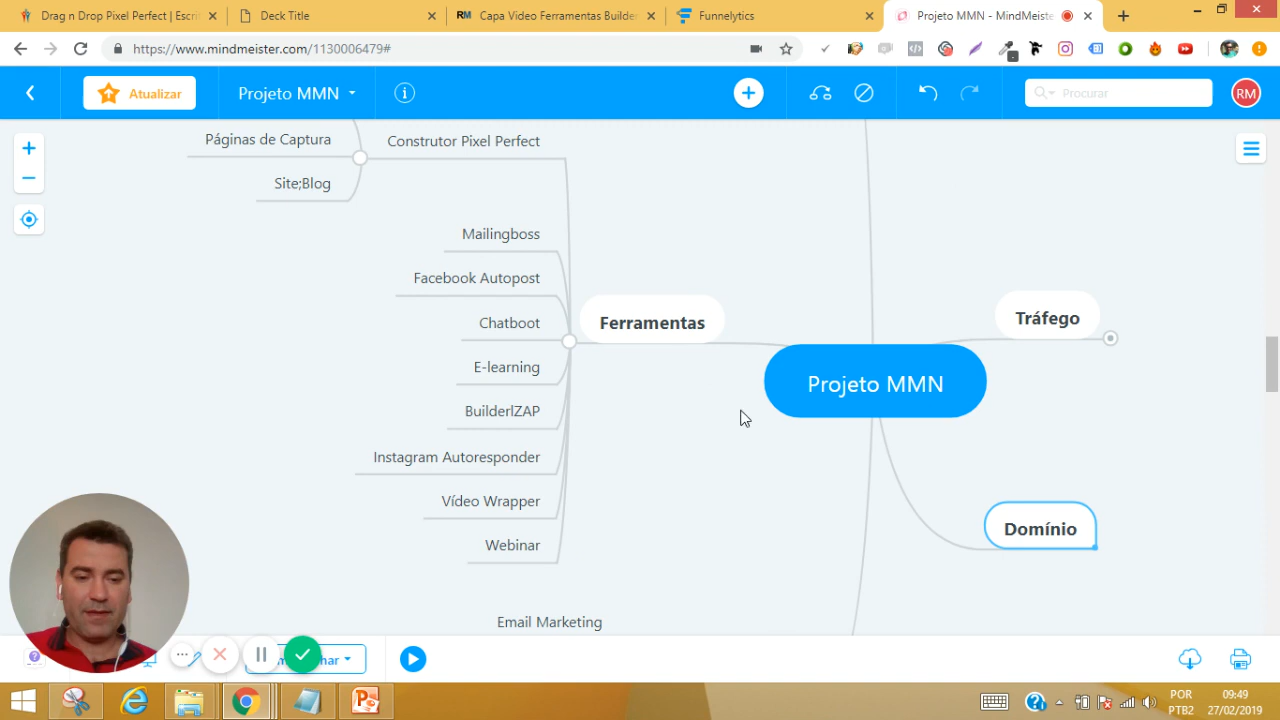 Drag n Drop Pixel Perfect | Escri
Deck Title
RM Capa Video Ferramentas Builder
Funnelytics
Projeto MMN - MindMeiste
https://www.mindmeister.com/1130006479#
Atualizar
Projeto MMN
Procurar
RM
Páginas de Captura
Construtor Pixel Perfect
Site;Blog
Mailingboss
Facebook Autopost
Chatboot
Ferramentas
Tráfego
E-learning
Projeto MMN
BuilderlZAP
Instagram Autoresponder
Vídeo Wrapper
Domínio
Webinar
Email Marketing
har
POR
PTB2
09:49
27/02/2019